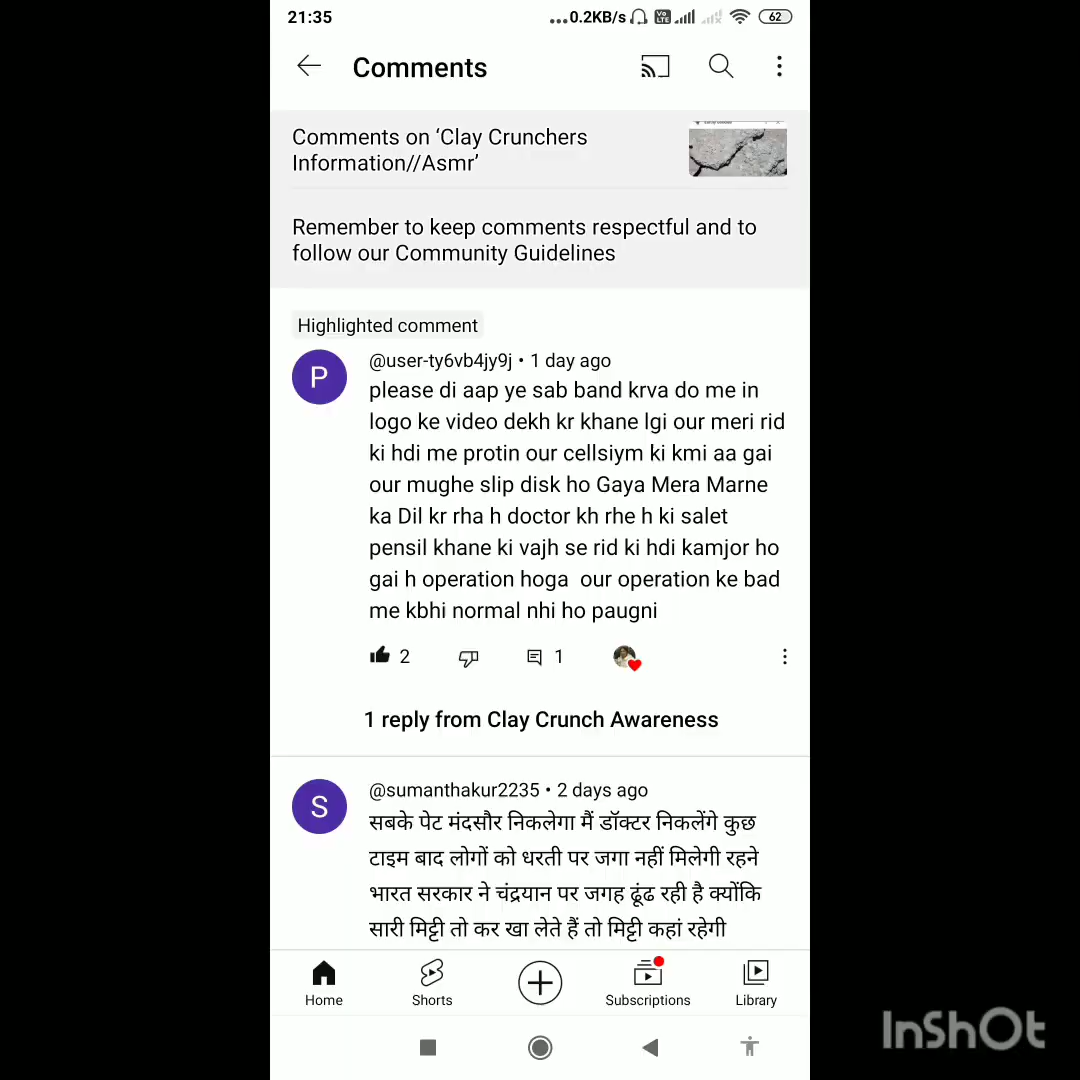 21:35
...0.2KB/s Vo LTE 62
Comments
Comments on ‘Clay Crunchers
Information//Asmr’
Remember to keep comments respectful and to
follow our Community Guidelines
Highlighted comment
P
@user-ty6vb4jy9j • 1 day ago
please di aap ye sab band krva do me in
logo ke video dekh kr khane lgi our meri rid
ki hdi me protin our cellsiym ki kmi aa gai
our mughe slip disk ho Gaya Mera Marne
ka Dil kr rha h doctor kh rhe h ki salet
pensil khane ki vajh se rid ki hdi kamjor ho
gai h operation hoga our operation ke bad
me kbhi normal nhi ho paugni
2 1
1 reply from Clay Crunch Awareness
S
@sumanthakur2235 • 2 days ago
सबके पेट मंदसौर निकलेगा मैं डॉक्टर निकलेंगे कुछ
टाइम बाद लोगों को धरती पर जगा नहीं मिलेगी रहने
भारत सरकार ने चंद्रयान पर जगह ढूंढ रही है क्योंकि
सारी मिट्टी तो कर खा लेते हैं तो मिट्टी कहां रहेगी
Home Shorts Subscriptions Library
InShOt